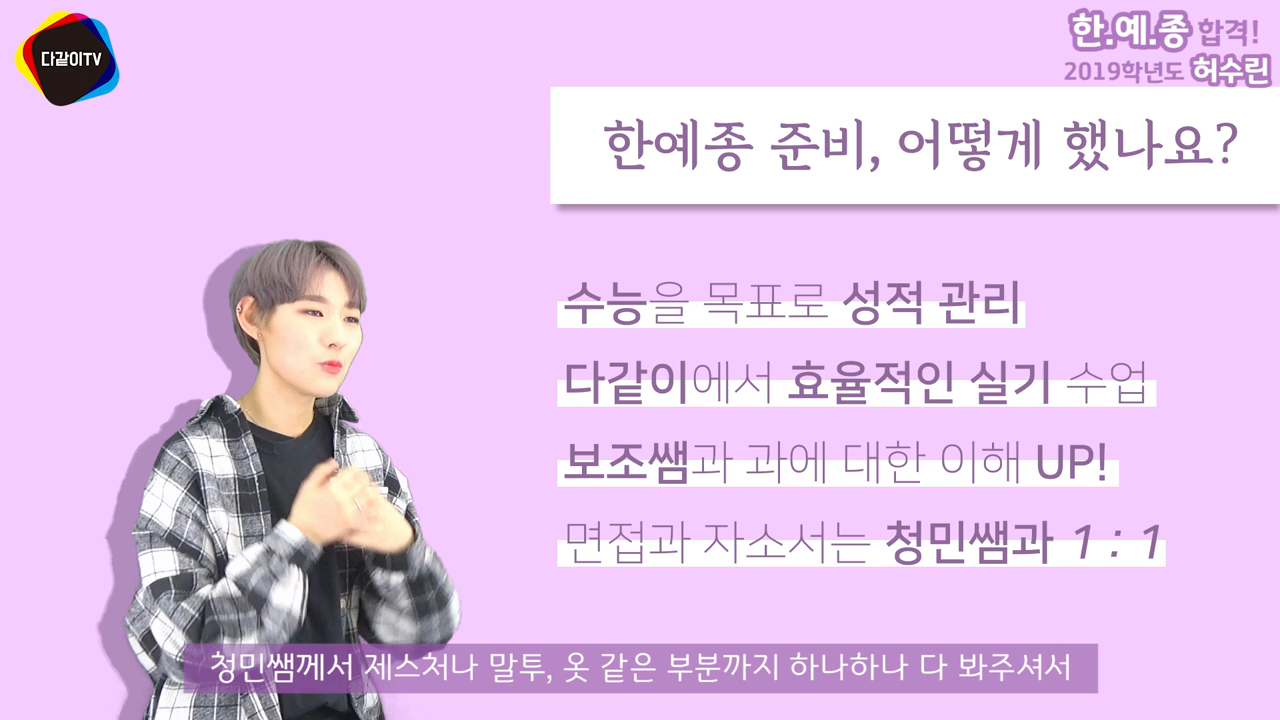 다같이TV
한.예.종 합격!
2019학년도 허수린
한예종 준비, 어떻게 했나요?
수능을 목표로 성적 관리
다같이에서 효율적인 실기 수업
보조쌤과 과에 대한 이해 UP!
면접과 자소서는 청민쌤과 1 : 1
청민쌤께서 제스처나 말투, 옷 같은 부분까지 하나하나 다 봐주셔서